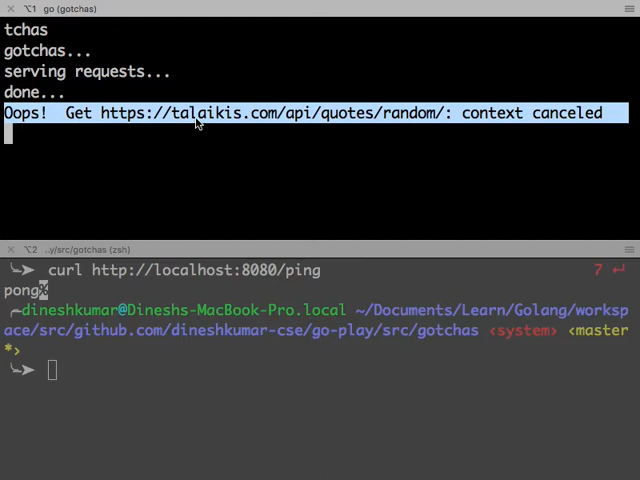 ⌥1 go (gotchas)
tchas
gotchas...
serving requests...
done...
Oops!  Get https://talaikis.com/api/quotes/random/: context canceled
⌥2 ..y/src/gotchas (zsh)
curl http://localhost:8080/ping 7 ↵
pong%
dineshkumar@Dineshs-MacBook-Pro.local ~/Documents/Learn/Golang/worksp
ace/src/github.com/dineshkumar-cse/go-play/src/gotchas <system> <master
*>